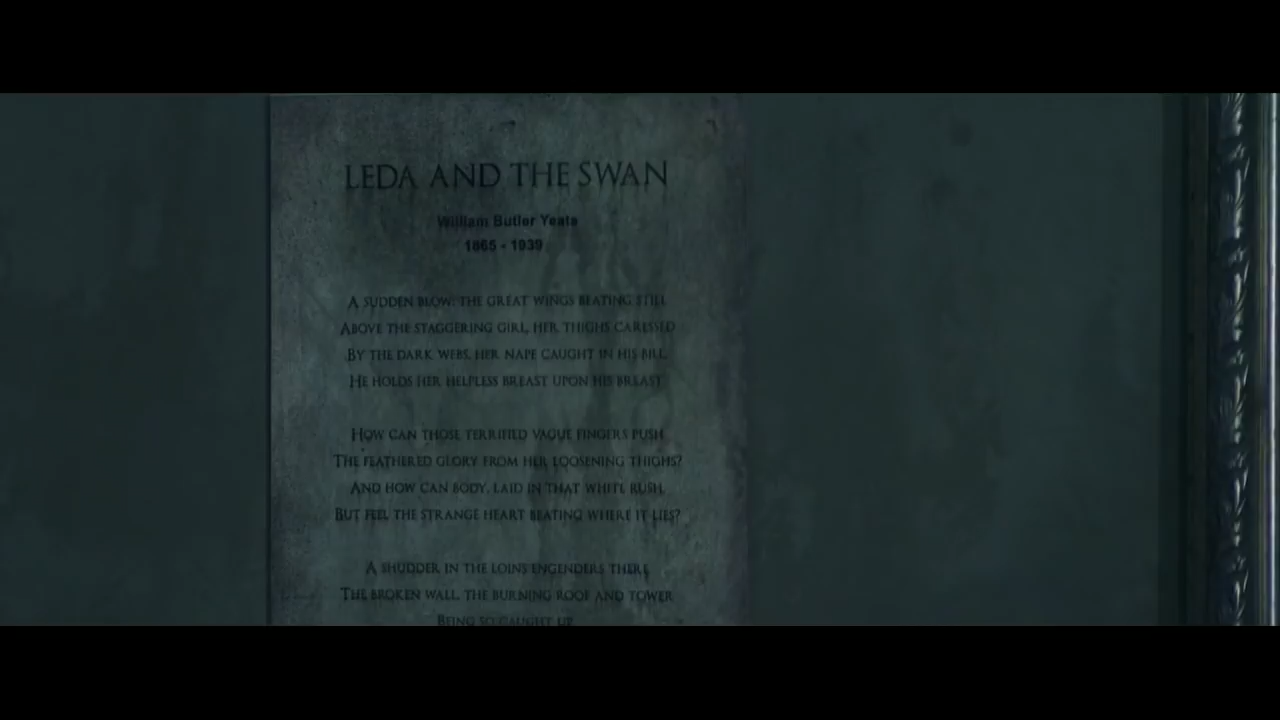 LEDA AND THE SWAN
William Butler Yeats
1865 - 1939
A SUDDEN BLOW: THE GREAT WINGS BEATING STILL
ABOVE THE STAGGERING GIRL, HER THIGHS CARESSED
BY THE DARK WEBS, HER NAPE CAUGHT IN HIS BILL,
HE HOLDS HER HELPLESS BREAST UPON HIS BREAST.
HOW CAN THOSE TERRIFIED VAGUE FINGERS PUSH
THE FEATHERED GLORY FROM HER LOOSENING THIGHS?
AND HOW CAN BODY, LAID IN THAT WHITE RUSH,
BUT FEEL THE STRANGE HEART BEATING WHERE IT LIES?
A SHUDDER IN THE LOINS ENGENDERS THERE
THE BROKEN WALL, THE BURNING ROOF AND TOWER
BEING SO CAUGHT UP